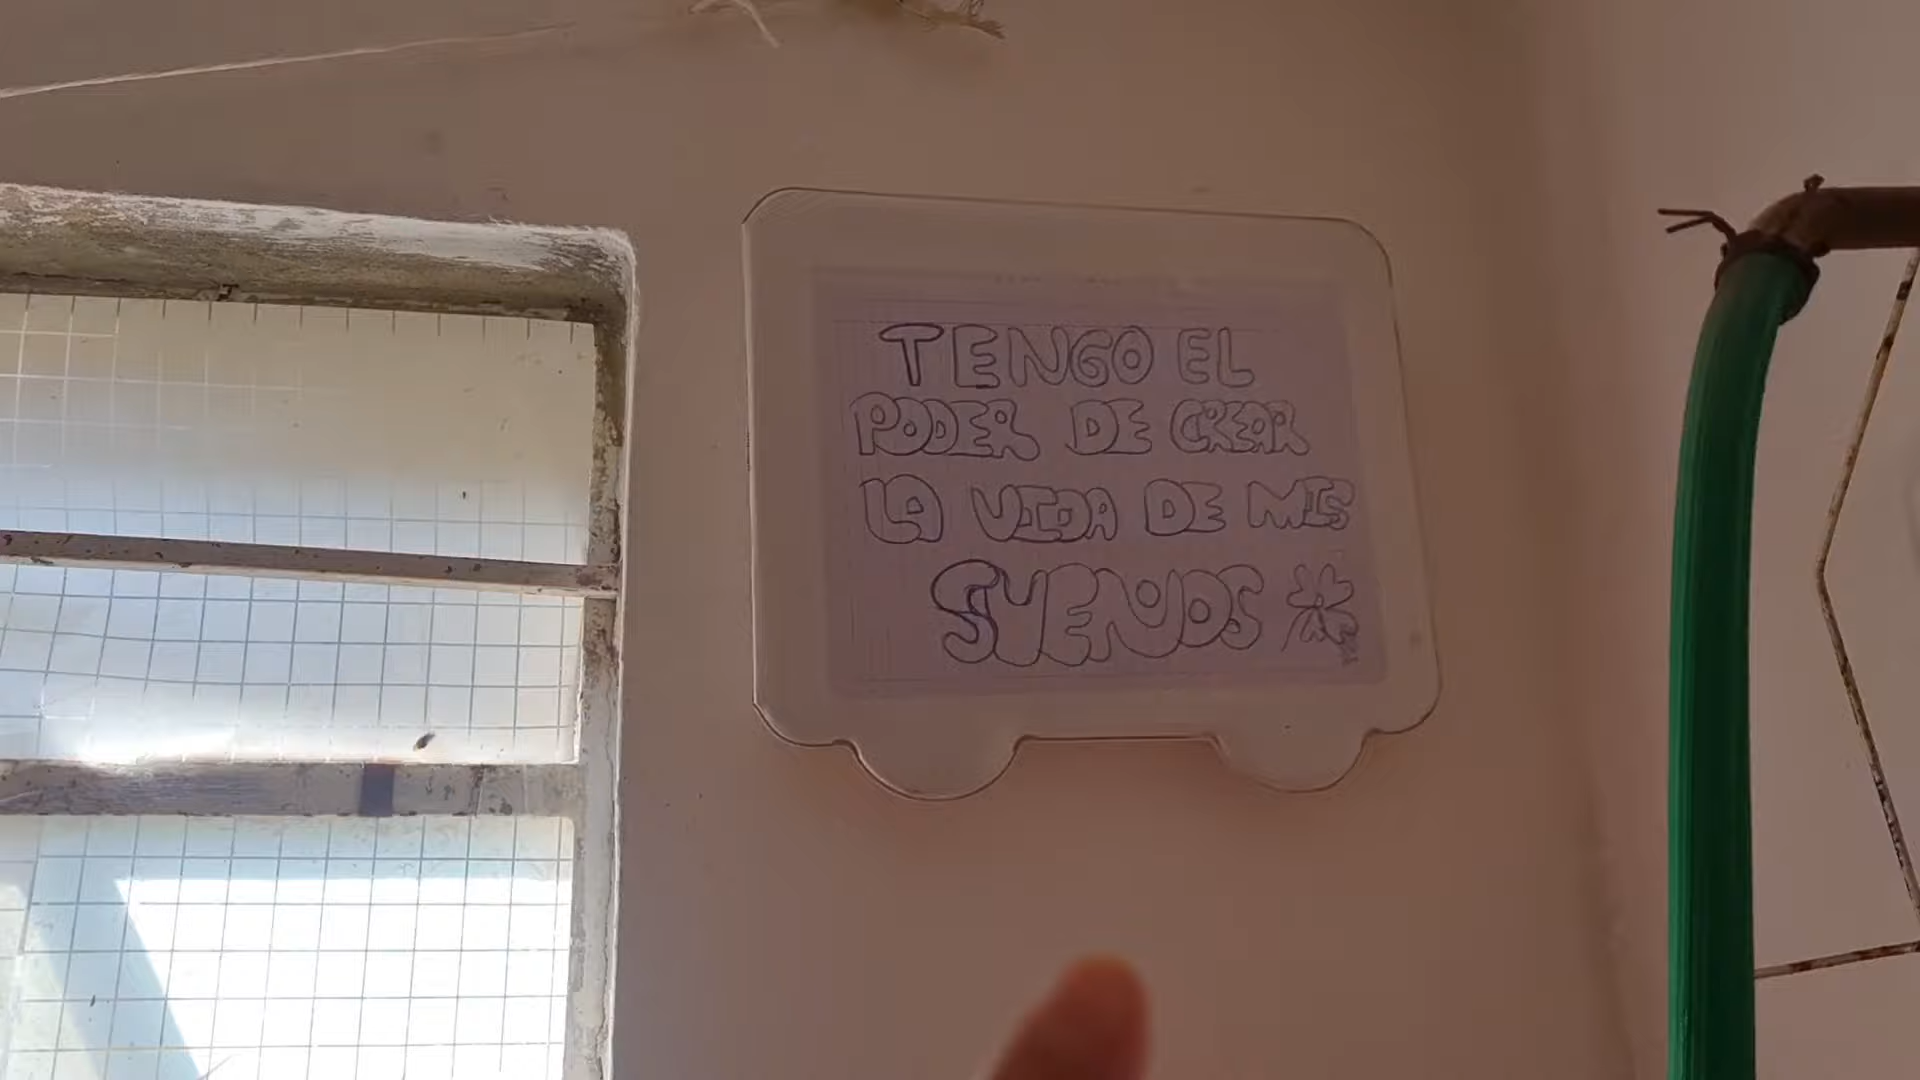 TENGO EL
PODER DE CREAR
LA VIDA DE MIS
SUEÑOS